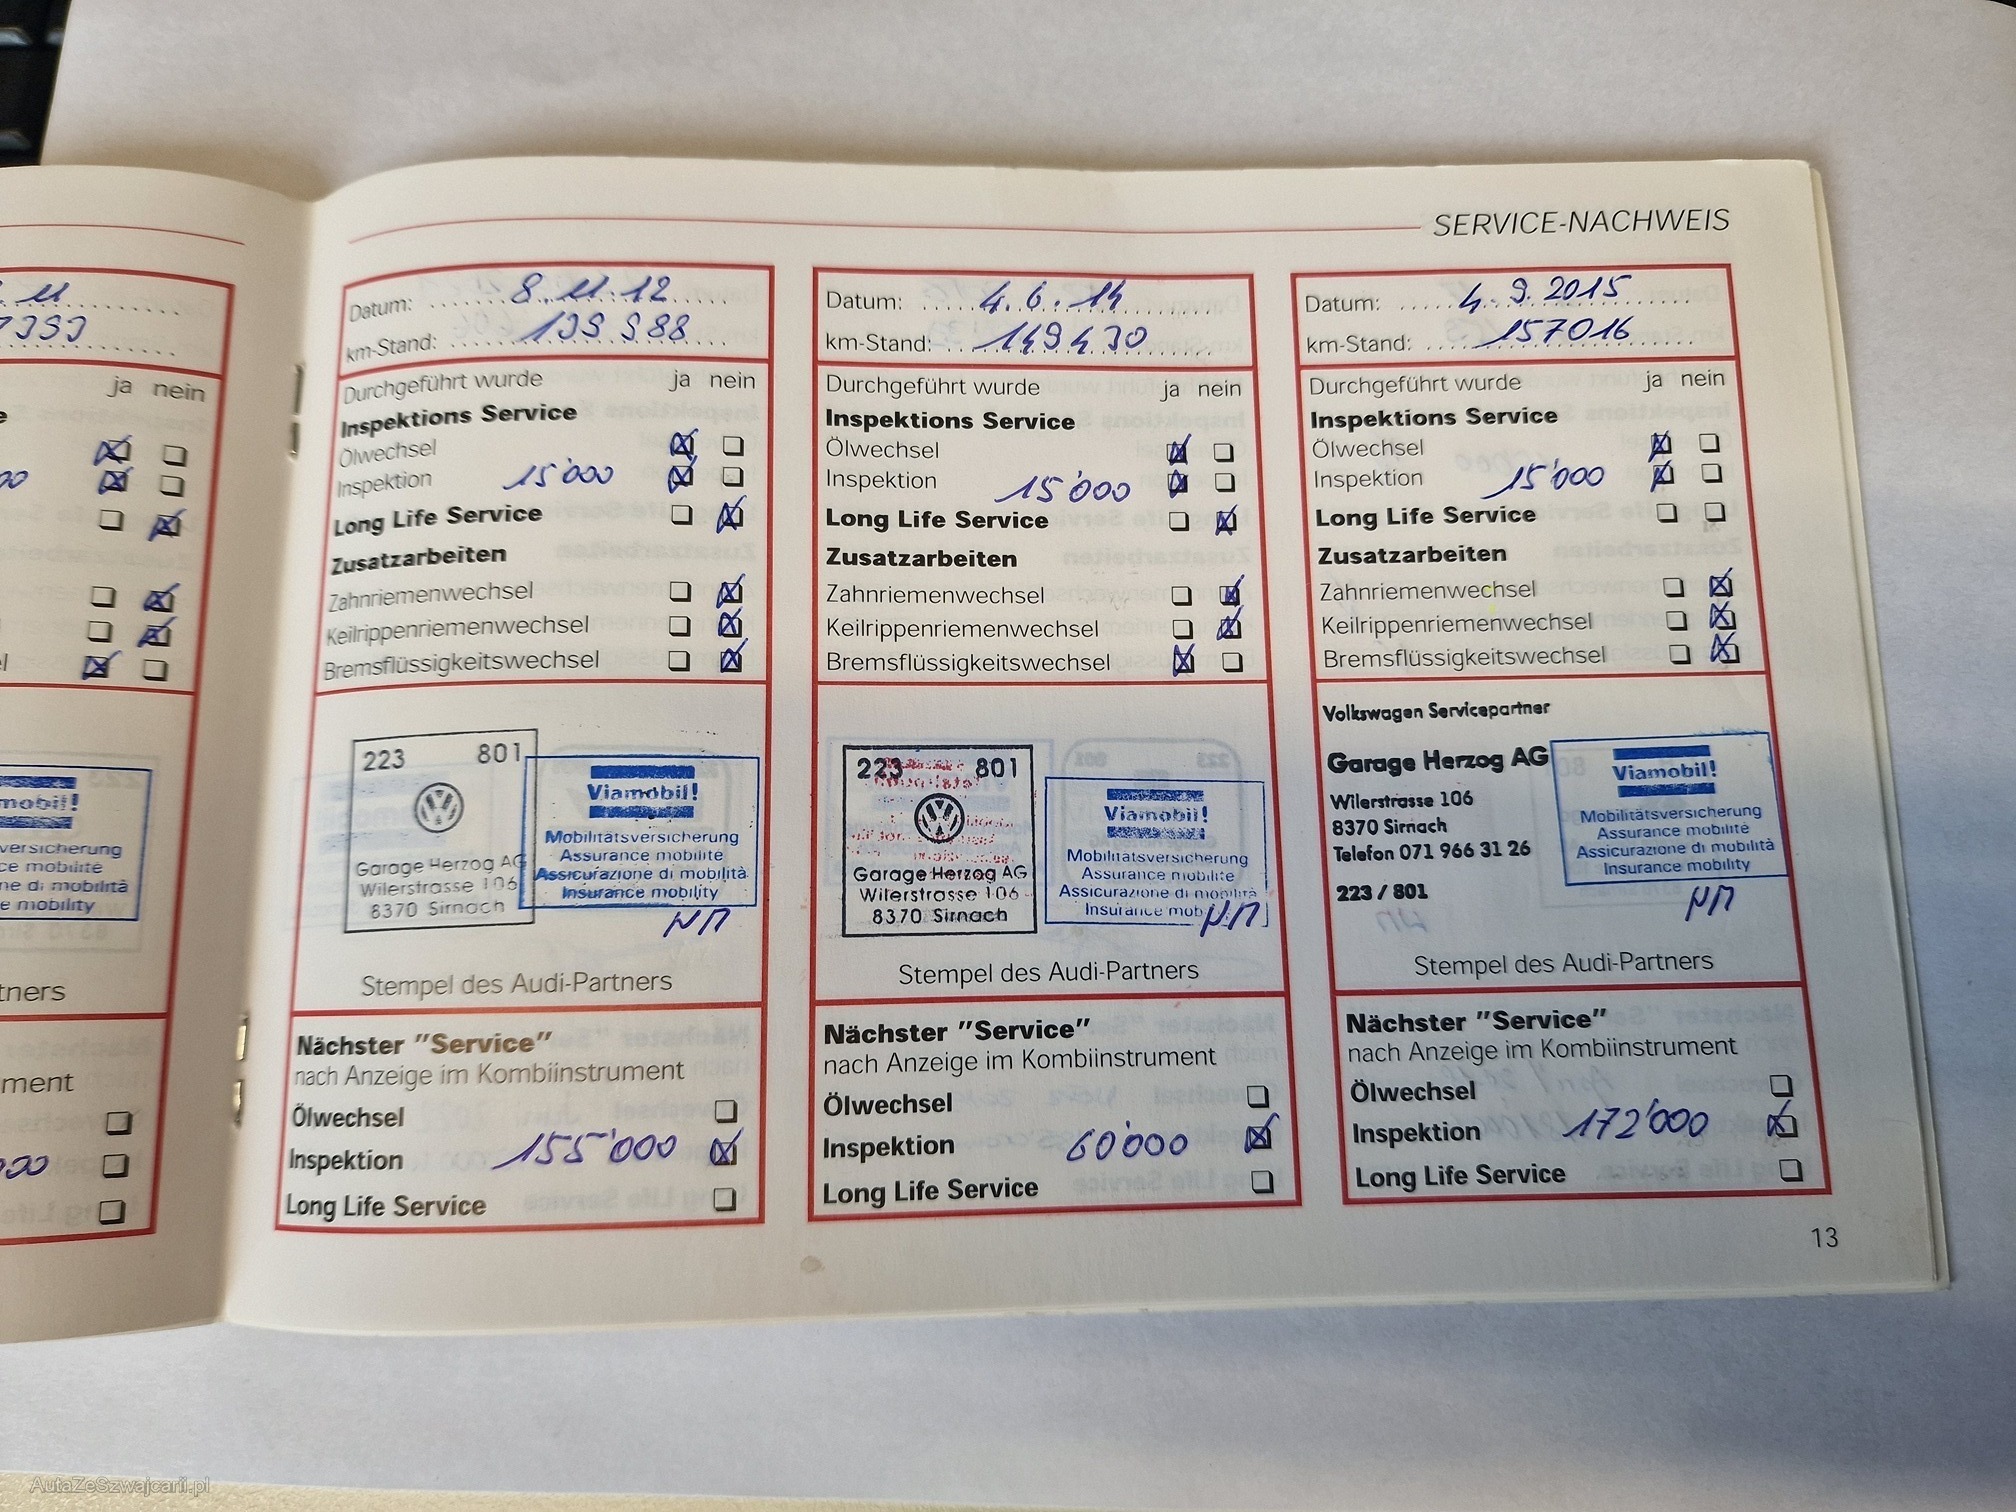 SERVICE-NACHWEIS
ja nein
tners
ment
Datum: 8.11.12
km-Stand: 139 988
Durchgeführt wurde ja nein
Inspektions Service
Ölwechsel
Inspektion 15'000
Long Life Service
Zusatzarbeiten
Zahnriemenwechsel
Keilrippenriemenwechsel
Bremsflüssigkeitswechsel
223 801
Garage Herzog AG
Wilerstrasse 106
8370 Sirnach
Viamobil!
Mobilitätsversicherung
Assurance mobilité
Assicurazione di mobilità
Insurance mobility
Stempel des Audi-Partners
Nächster "Service"
nach Anzeige im Kombiinstrument
Ölwechsel
Inspektion 155'000
Long Life Service
Datum: 4.6.14
km-Stand: 149430
Durchgeführt wurde ja nein
Inspektions Service
Ölwechsel
Inspektion 15'000
Long Life Service
Zusatzarbeiten
Zahnriemenwechsel
Keilrippenriemenwechsel
Bremsflüssigkeitswechsel
223 801
Garage Herzog AG
Wilerstrasse 106
8370 Sirnach
Viamobil!
Mobilitätsversicherung
Assurance mobilité
Assicurazione di mobilità
Insurance
Stempel des Audi-Partners
Nächster "Service"
nach Anzeige im Kombiinstrument
Ölwechsel
Inspektion 60'000
Long Life Service
Datum: 4.9.2015
km-Stand: 157016
Durchgeführt wurde ja nein
Inspektions Service
Ölwechsel
Inspektion 15'000
Long Life Service
Zusatzarbeiten
Zahnriemenwechsel
Keilrippenriemenwechsel
Bremsflüssigkeitswechsel
Volkswagen Servicepartner
Garage Herzog AG
Wilerstrasse 106
8370 Sirnach
Telefon 071 966 31 26
223 / 801
Viamobil!
Mobilitätsversicherung
Assurance mobilité
Assicurazione di mobilità
Insurance mobility
Stempel des Audi-Partners
Nächster "Service"
nach Anzeige im Kombiinstrument
Ölwechsel
Inspektion 172'000
Long Life Service
13
AutaZeSzwajcarii.pl